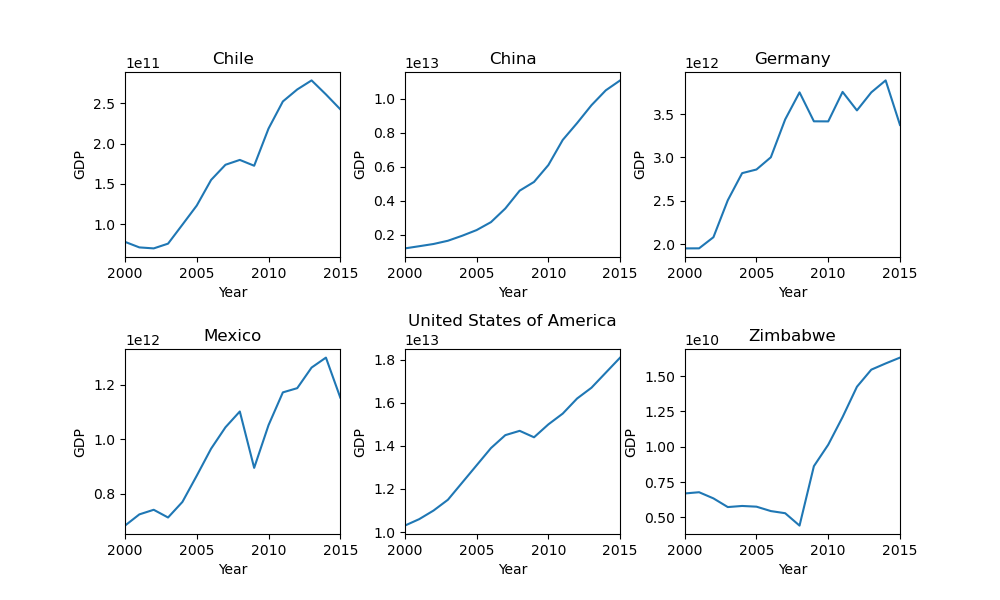 Chile
1e11
GDP
2.5
2.0
1.5
1.0
2000 2005 2010 2015
Year
China
1e13
GDP
1.0
0.8
0.6
0.4
0.2
2000 2005 2010 2015
Year
Germany
1e12
GDP
3.5
3.0
2.5
2.0
2000 2005 2010 2015
Year
Mexico
1e12
GDP
1.2
1.0
0.8
2000 2005 2010 2015
Year
United States of America
1e13
GDP
1.8
1.6
1.4
1.2
1.0
2000 2005 2010 2015
Year
Zimbabwe
1e10
GDP
1.50
1.25
1.00
0.75
0.50
2000 2005 2010 2015
Year